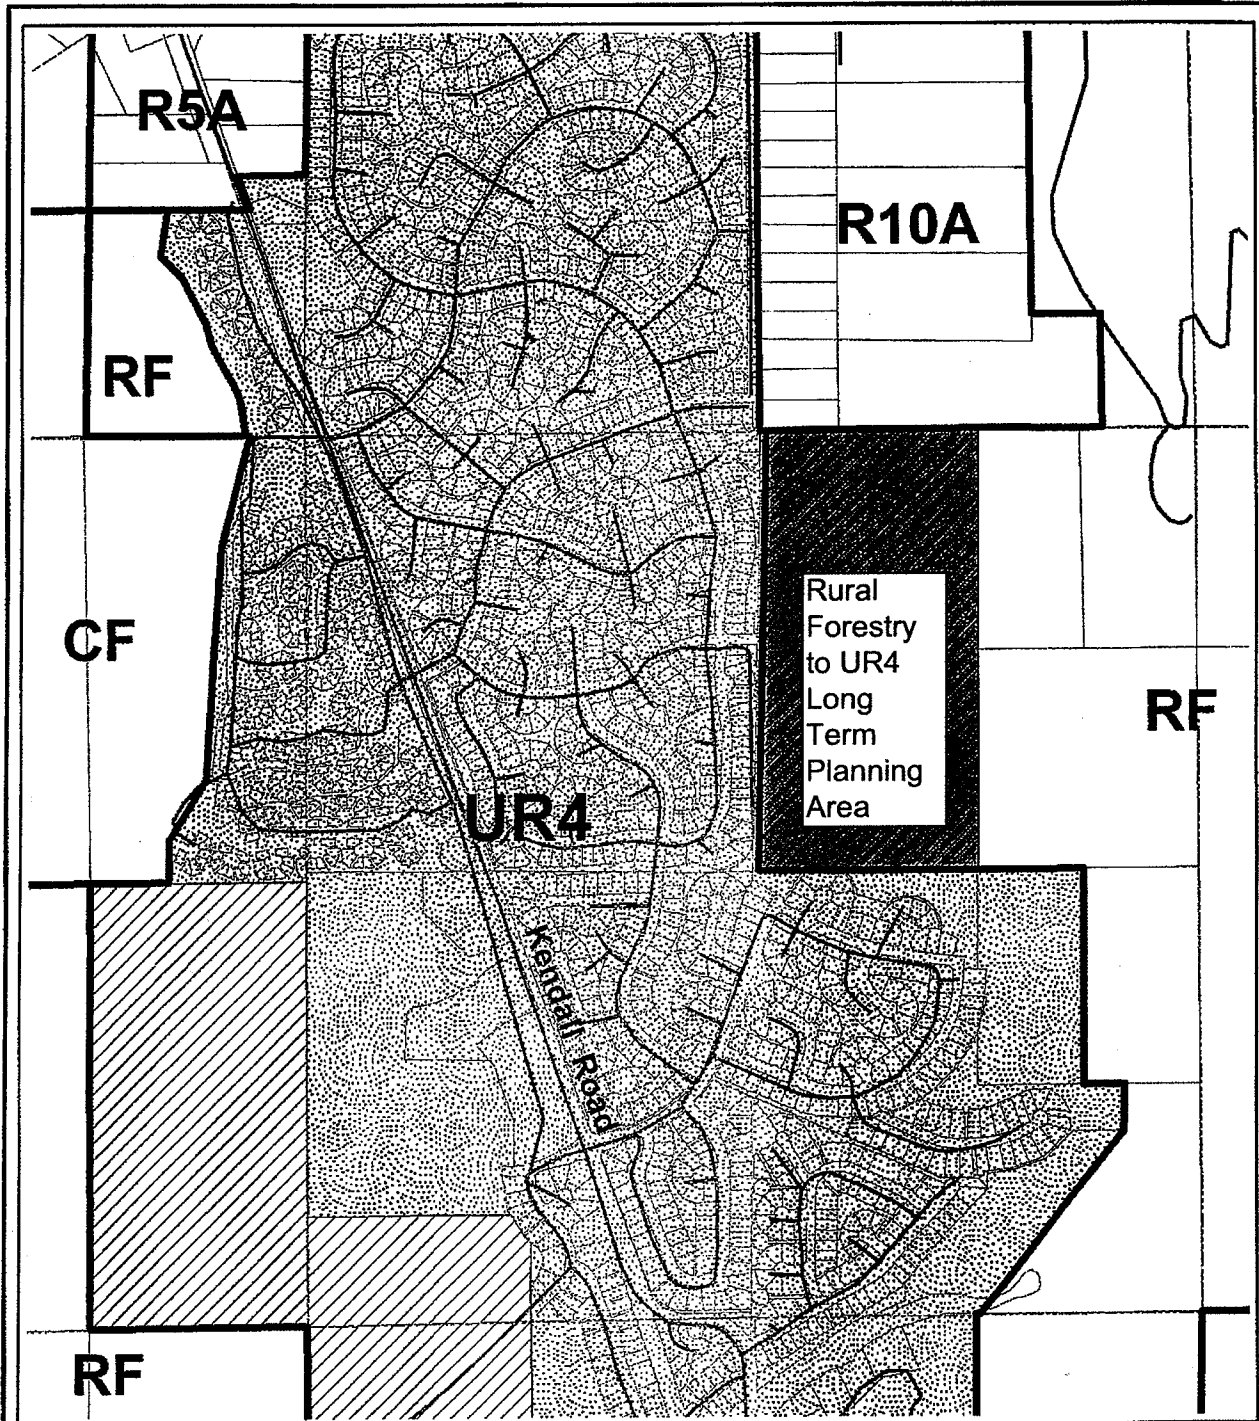 R5A
R10A
RF
Rural
Forestry
to UR4
Long
Term
Planning
Area
CF
RF
UR4
Kendall Road
RF